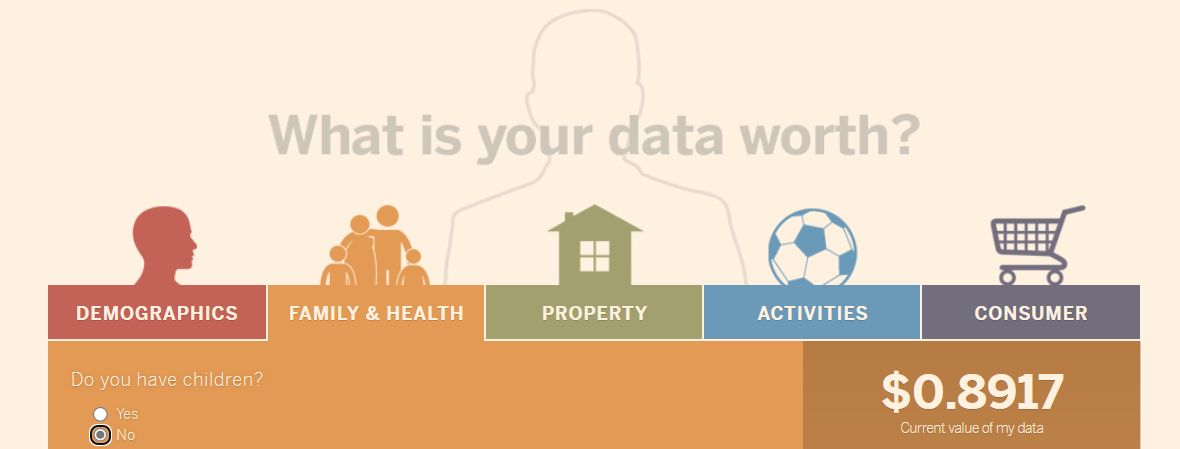 What is your data worth?
DEMOGRAPHICS
FAMILY & HEALTH
PROPERTY
ACTIVITIES
CONSUMER
Do you have children?
Yes
No
$0.8917
Current value of my data